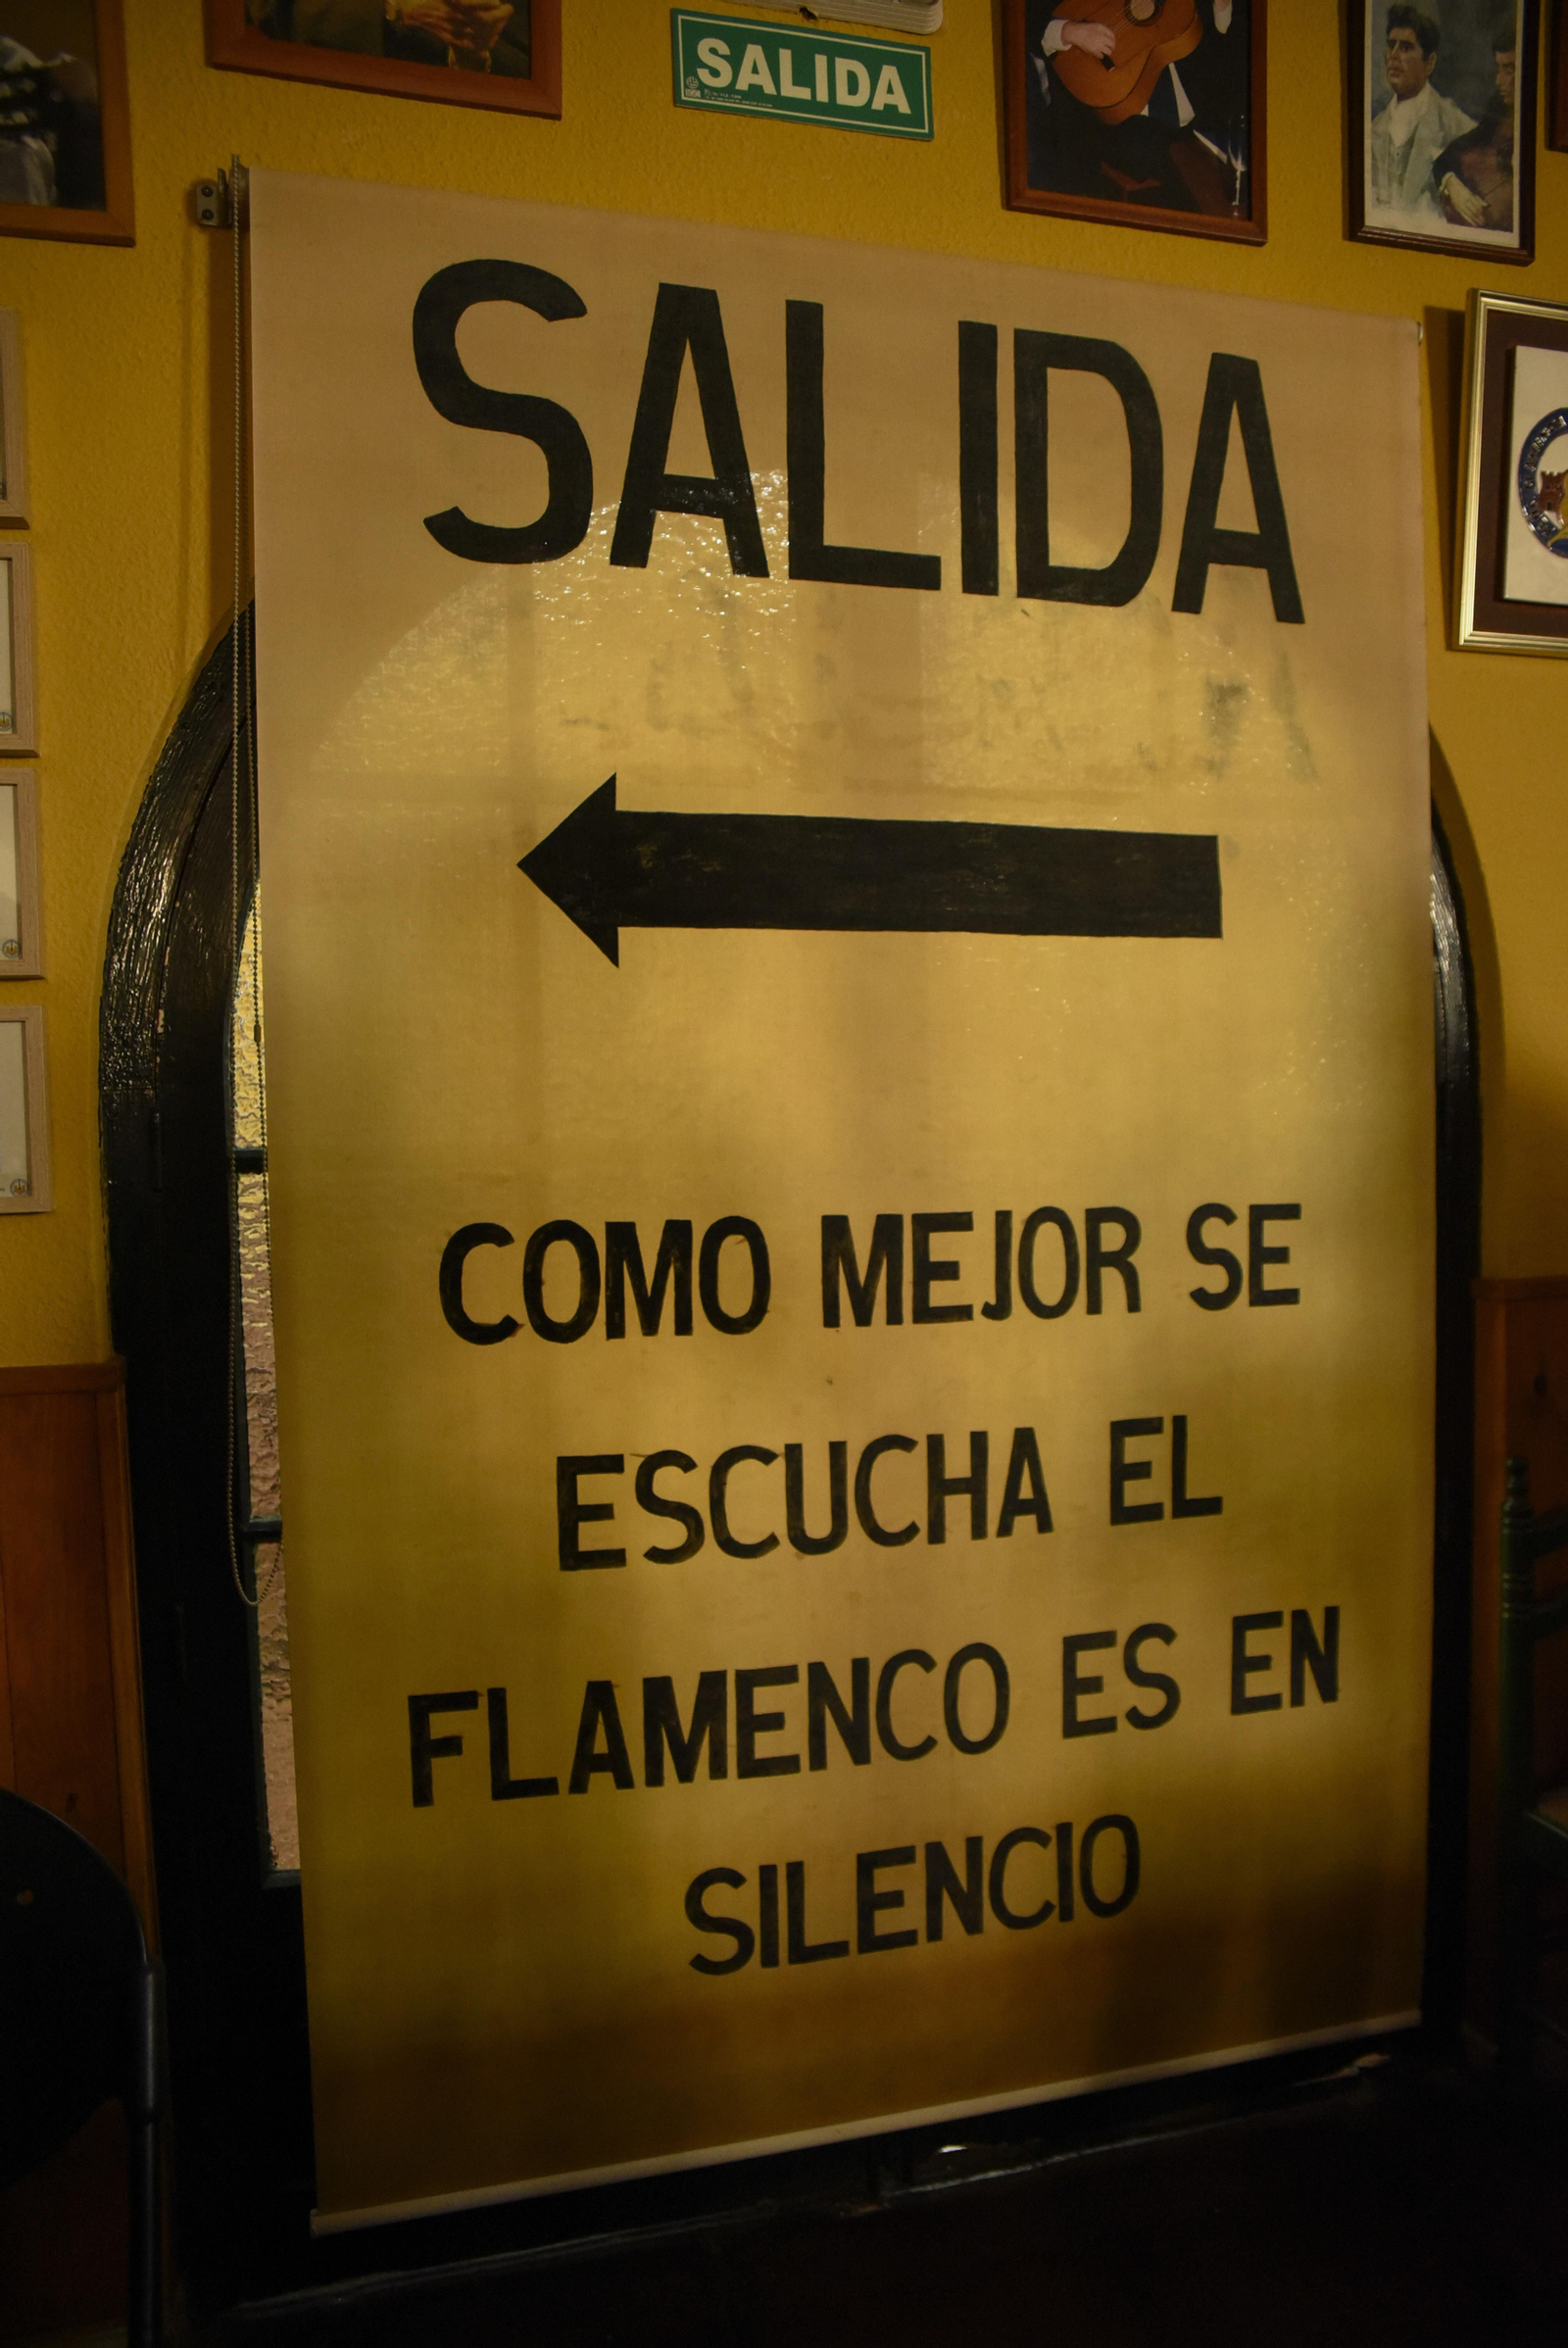 SALIDA
SALIDA
COMO MEJOR SE
ESCUCHA EL
FLAMENCO ES EN
SILENCIO